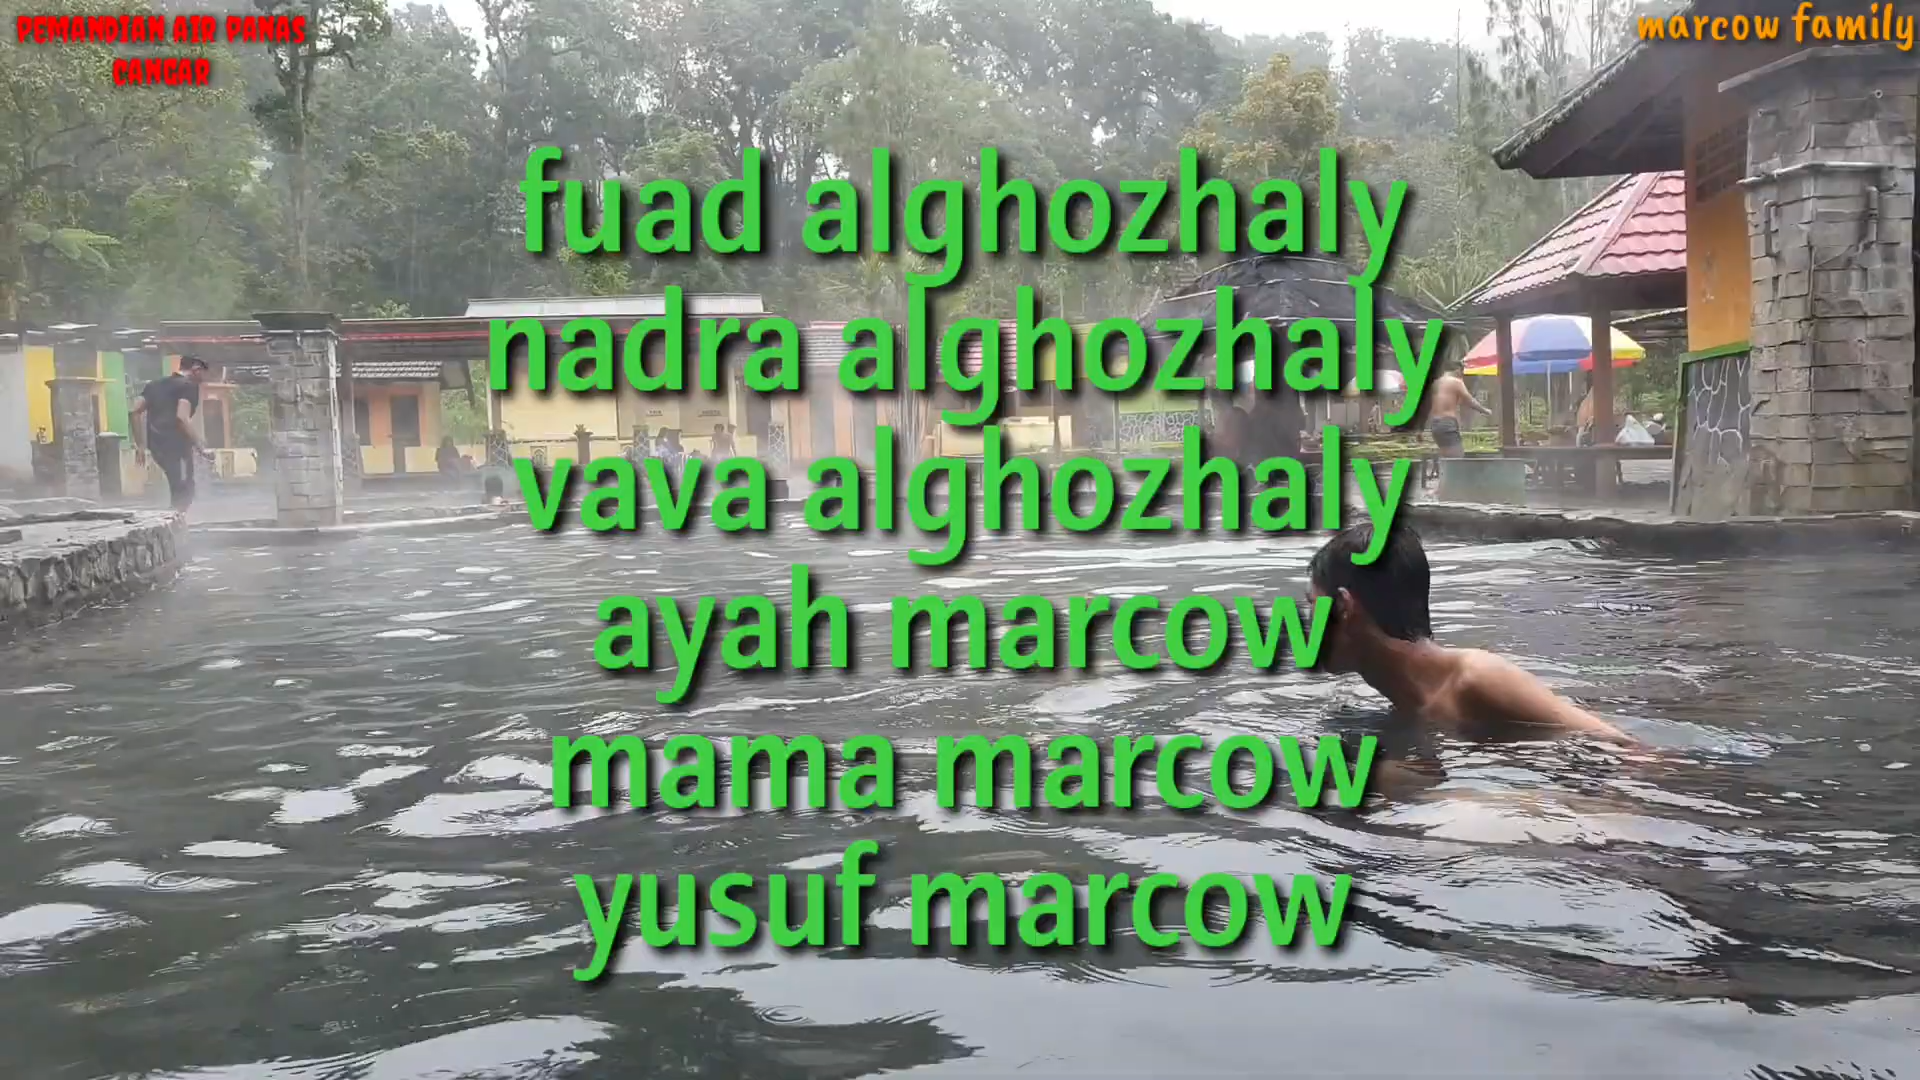 PEMANDIAN AIR PANAS
CANGAR
marcow family
fuad alghozhaly
nadra alghozhaly
vava alghozhaly
ayah marcow
mama marcow
yusuf marcow